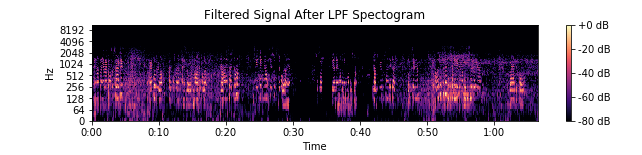 Filtered Signal After LPF Spectogram
Hz
8192
4096
2048
1024
512
256
128
64
0
0:00 0:10 0:20 0:30 0:40 0:50 1:00
Time
+0 dB
-20 dB
-40 dB
-60 dB
-80 dB